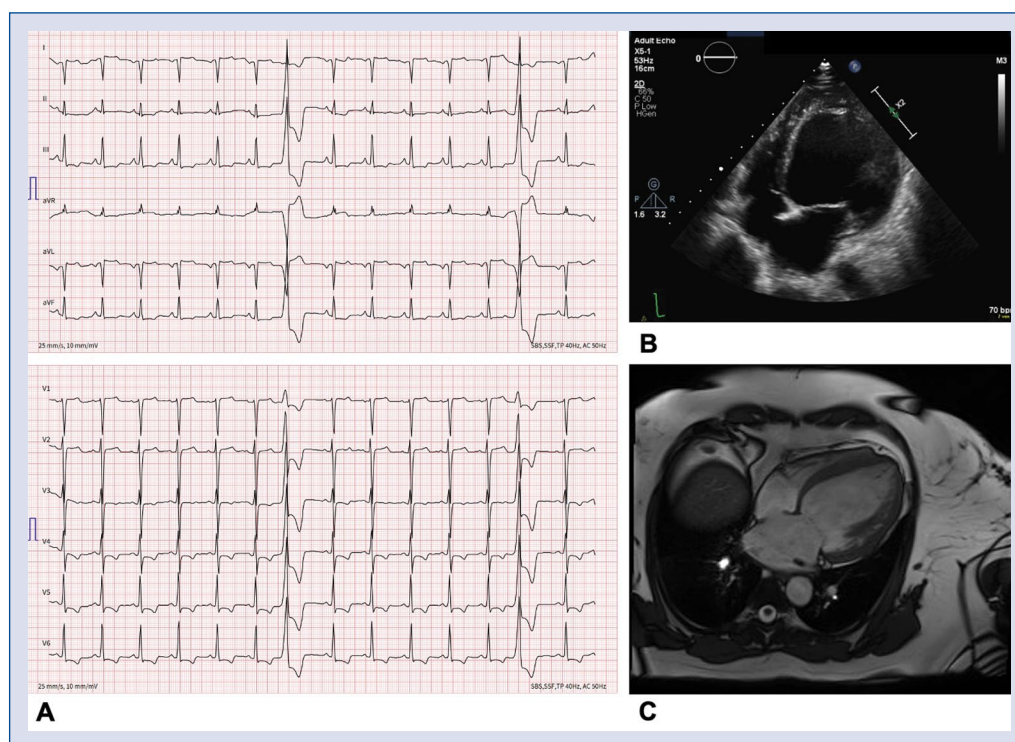 I
II
III
aVR
aVL
aVF
25 mm/s, 10 mm/mV
SBS,SSF,TP 40Hz, AC 50Hz
V1
V2
V3
V4
V5
V6
25 mm/s, 10 mm/mV
SBS,SSF,TP 40Hz, AC 50Hz
A
Adult Echo
X5-1
53Hz
16cm
2D
66%
C 50
P Low
HGen
0
X2
M3
G
P R
1.6 3.2
70 bpm
B
C